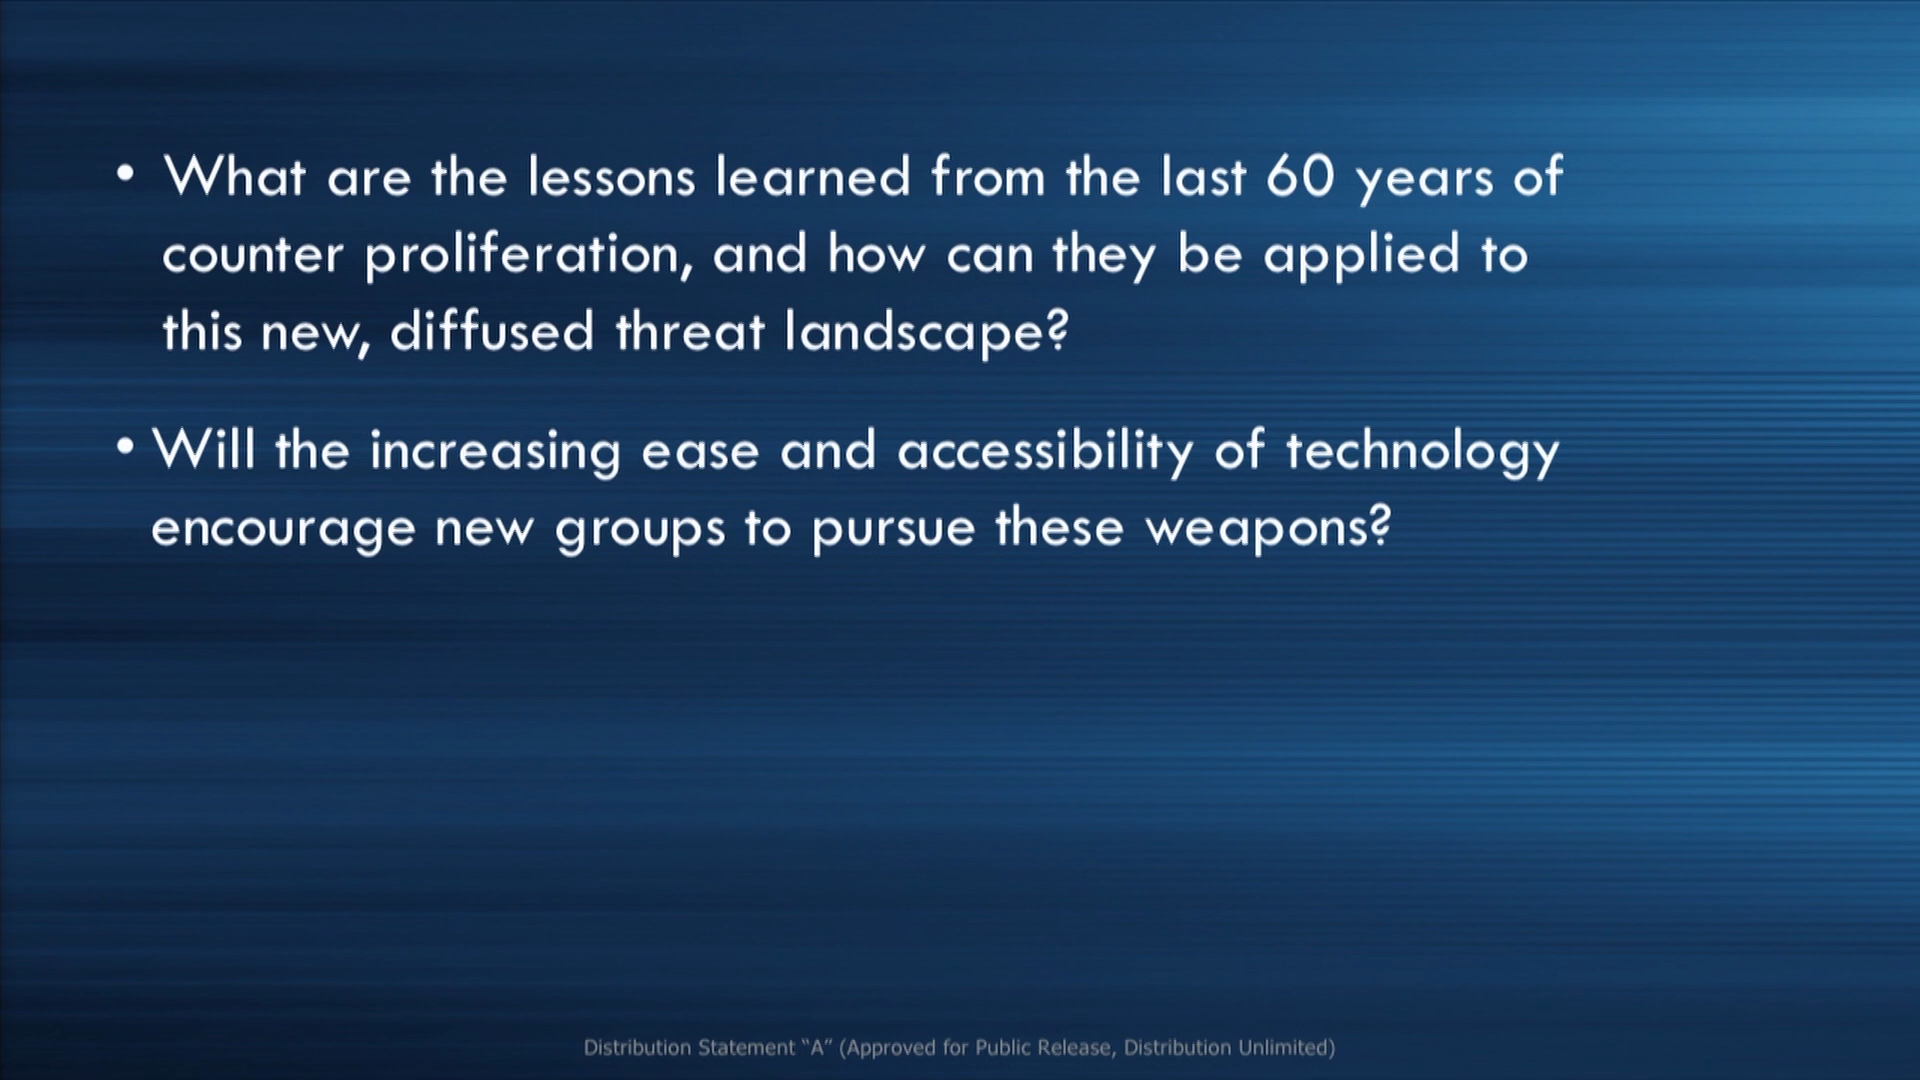 • What are the lessons learned from the last 60 years of
counter proliferation, and how can they be applied to
this new, diffused threat landscape?
• Will the increasing ease and accessibility of technology
encourage new groups to pursue these weapons?
Distribution Statement “A” (Approved for Public Release, Distribution Unlimited)